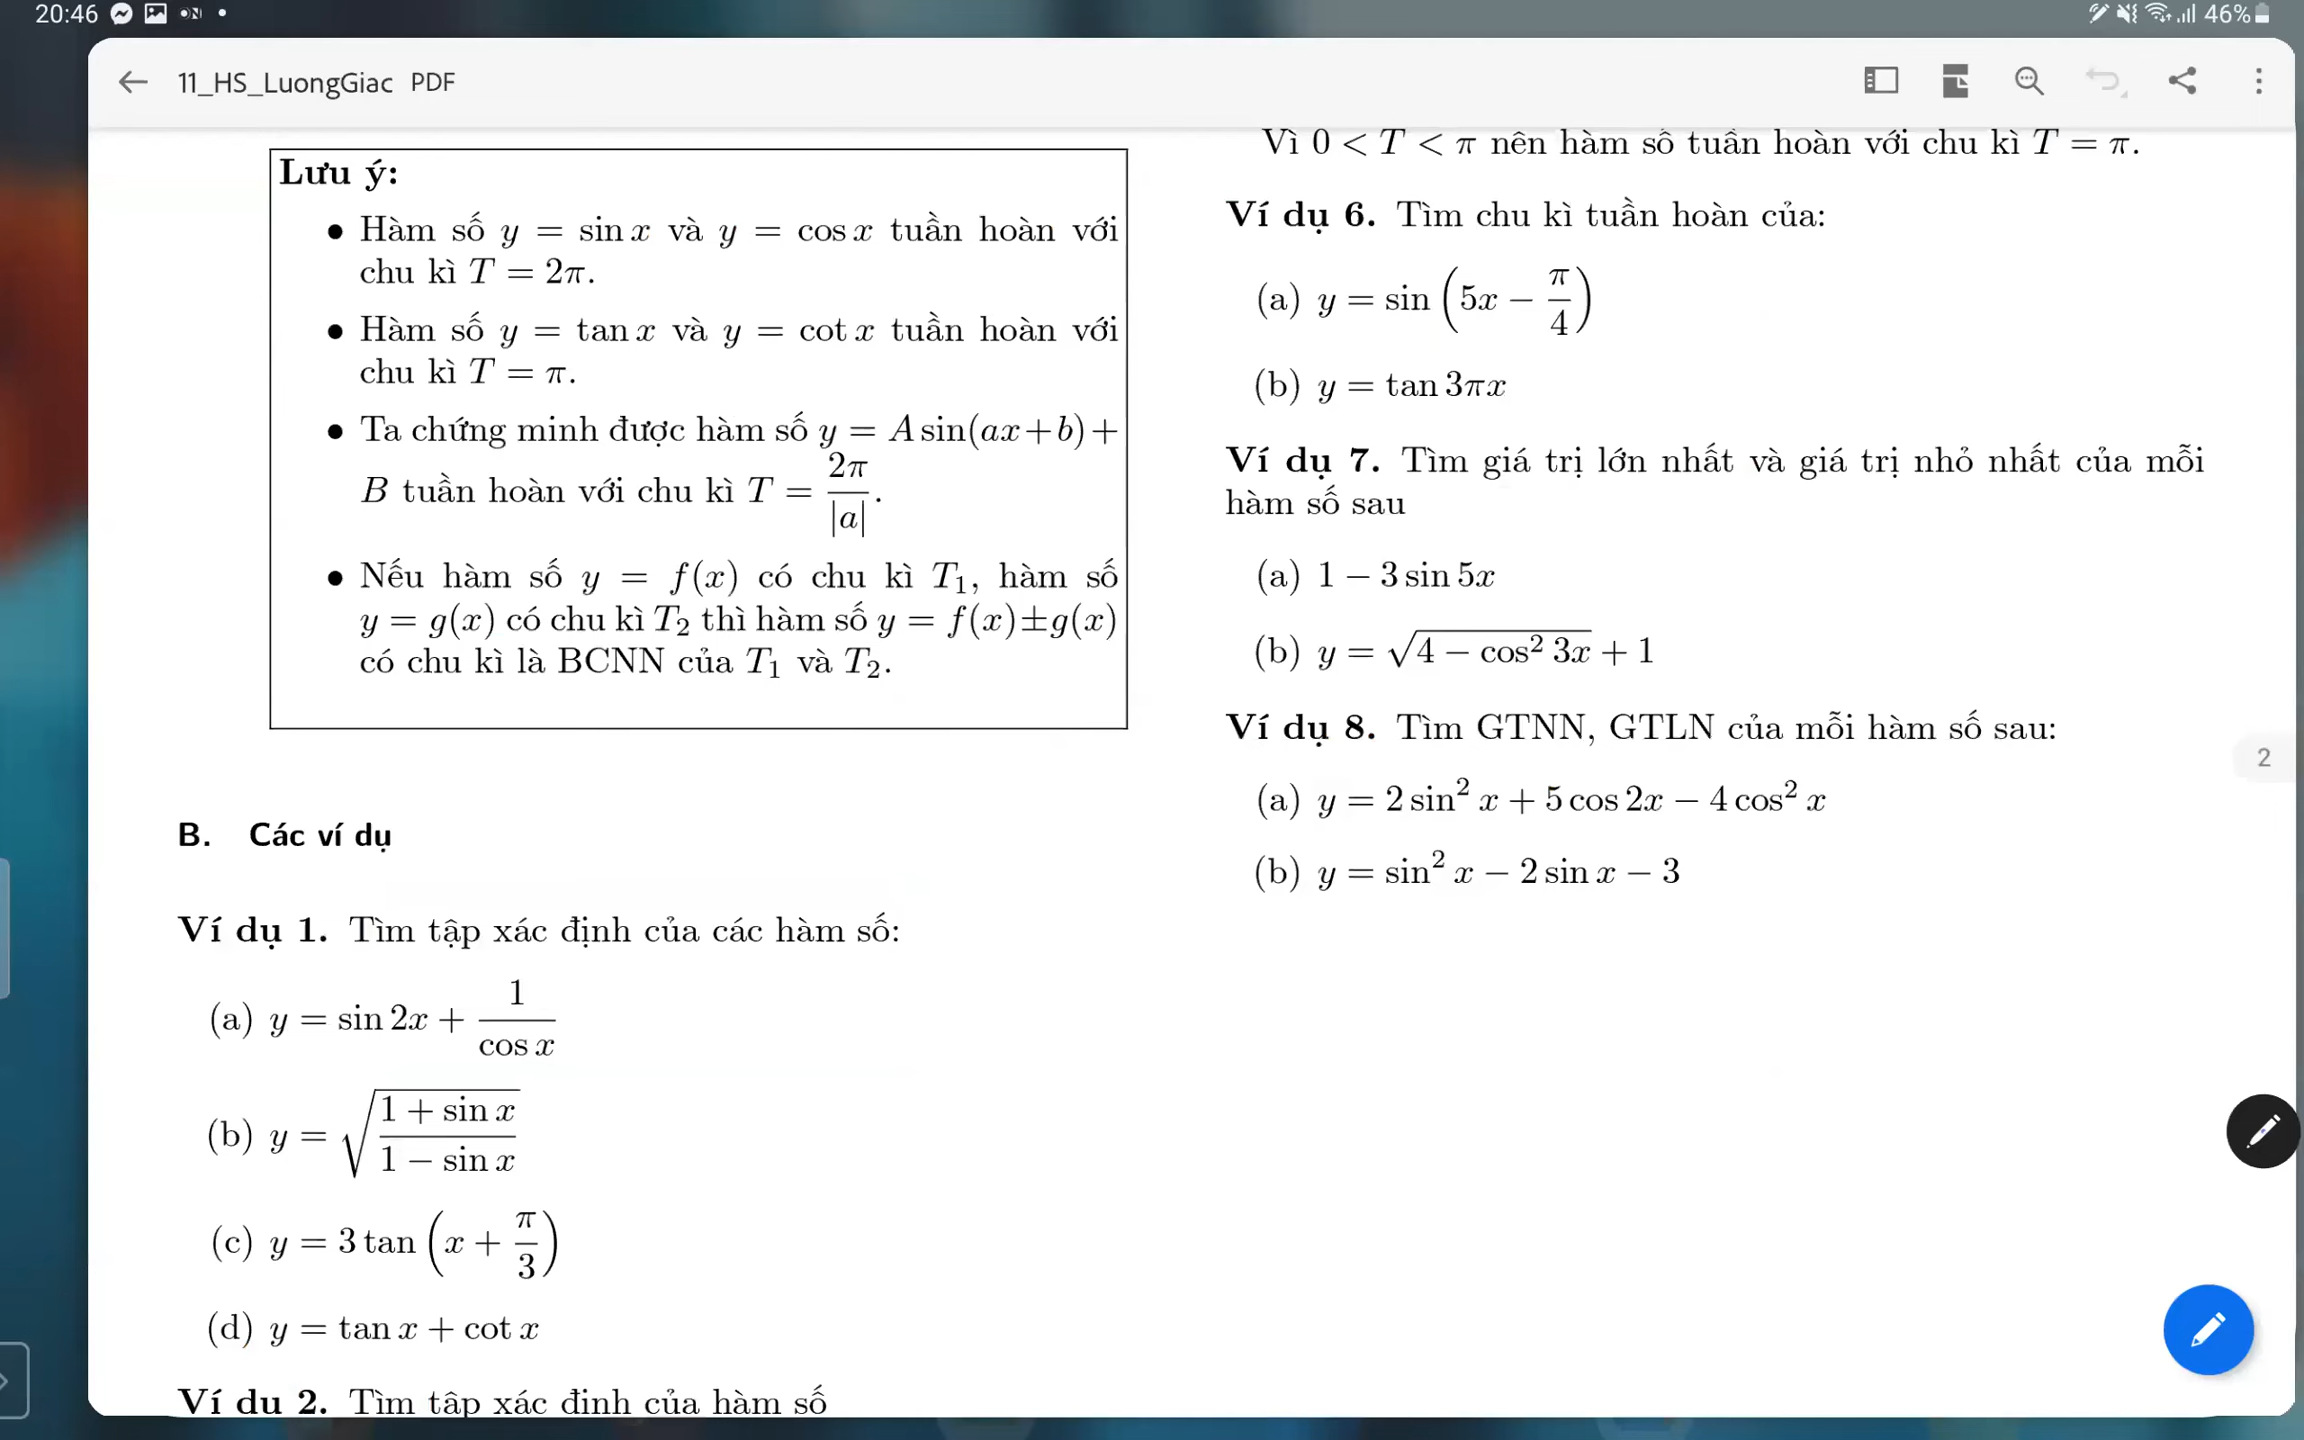 20:46
46%
11_HS_LuongGiac PDF
Lưu ý:
• Hàm số y = sin x và y = cos x tuần hoàn với
chu kì T = 2π.
• Hàm số y = tan x và y = cot x tuần hoàn với
chu kì T = π.
• Ta chứng minh được hàm số y = A sin(ax+b)+
B tuần hoàn với chu kì T = 2π/|a|.
• Nếu hàm số y = f(x) có chu kì T₁, hàm số
y = g(x) có chu kì T₂ thì hàm số y = f(x)±g(x)
có chu kì là BCNN của T₁ và T₂.
B. Các ví dụ
Ví dụ 1. Tìm tập xác định của các hàm số:
(a) y = sin 2x + 1/cos x
(b) y = √((1 + sin x)/(1 − sin x))
(c) y = 3 tan (x + π/3)
(d) y = tan x + cot x
Ví dụ 2. Tìm tập xác định của hàm số
Vì 0 < T < π nên hàm số tuần hoàn với chu kì T = π.
Ví dụ 6. Tìm chu kì tuần hoàn của:
(a) y = sin (5x − π/4)
(b) y = tan 3πx
Ví dụ 7. Tìm giá trị lớn nhất và giá trị nhỏ nhất của mỗi
hàm số sau
(a) 1 − 3 sin 5x
(b) y = √(4 − cos² 3x) + 1
Ví dụ 8. Tìm GTNN, GTLN của mỗi hàm số sau:
(a) y = 2 sin² x + 5 cos 2x − 4 cos² x
(b) y = sin² x − 2 sin x − 3
2